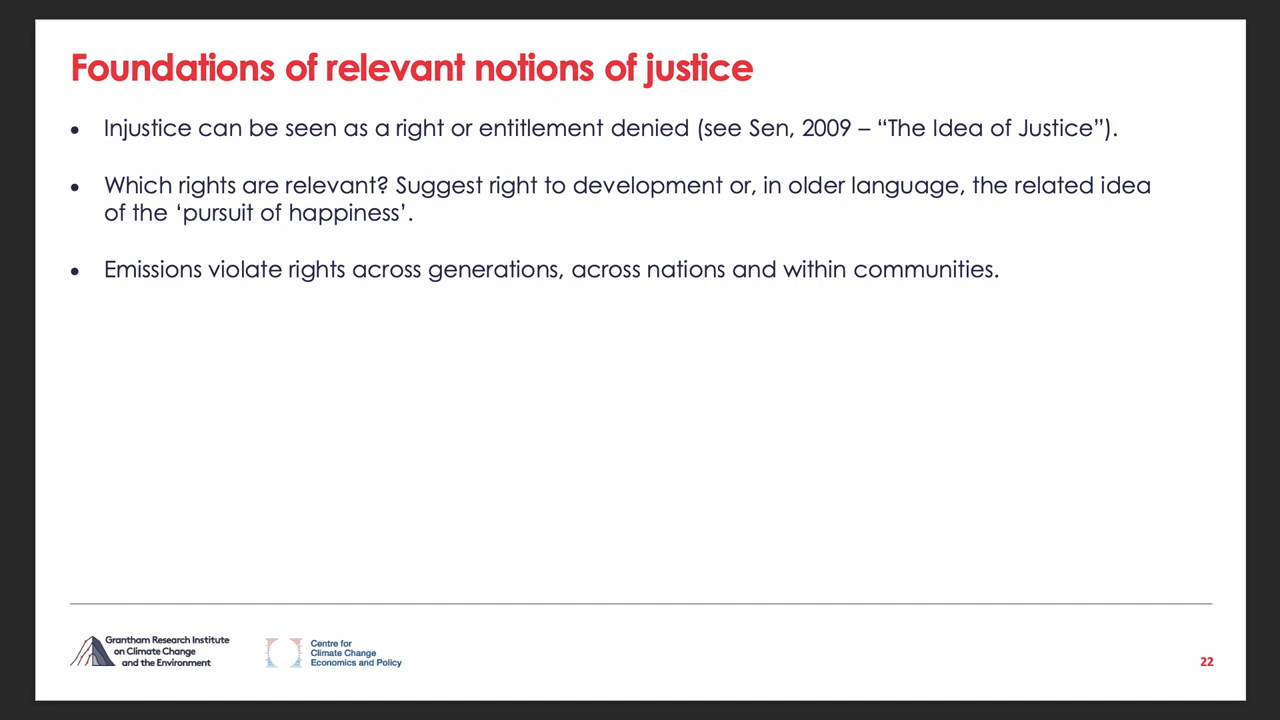 Foundations of relevant notions of justice
• Injustice can be seen as a right or entitlement denied (see Sen, 2009 – “The Idea of Justice”).
• Which rights are relevant? Suggest right to development or, in older language, the related idea
of the ‘pursuit of happiness’.
• Emissions violate rights across generations, across nations and within communities.
Grantham Research Institute
on Climate Change
and the Environment
Centre for
Climate Change
Economics and Policy
22